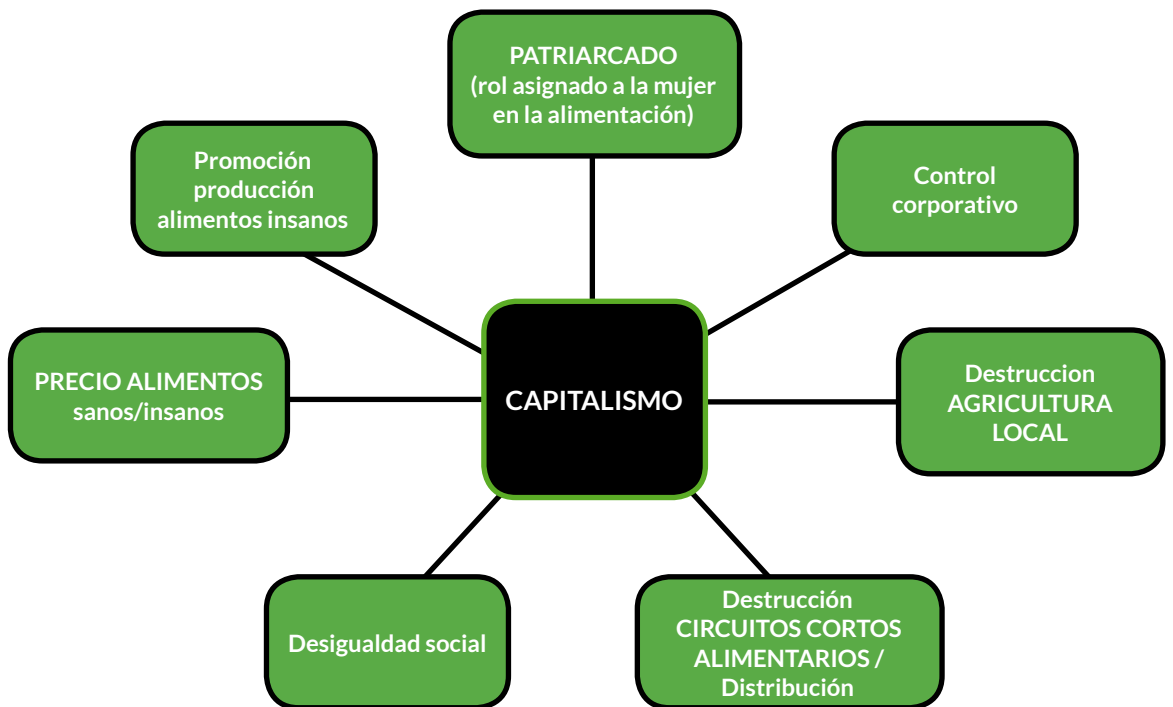 PATRIARCADO
(rol asignado a la mujer
en la alimentación)
Promoción
producción
alimentos insanos
Control
corporativo
PRECIO ALIMENTOS
sanos/insanos
CAPITALISMO
Destruccion
AGRICULTURA
LOCAL
Desigualdad social
Destrucción
CIRCUITOS CORTOS
ALIMENTARIOS /
Distribución